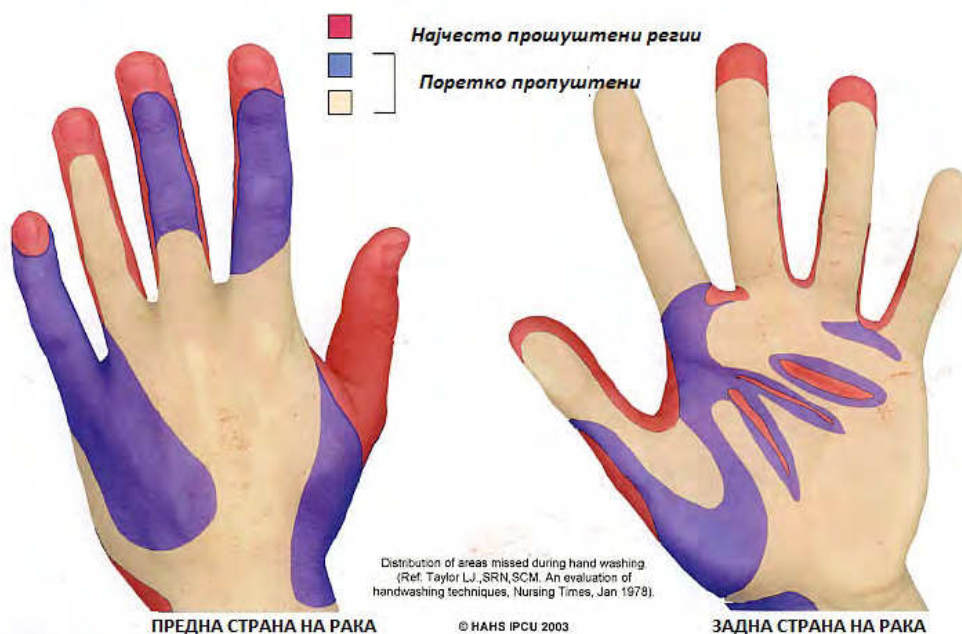 Најчесто прошуштени регии
Поретко пропуштени
Distribution of areas missed during hand washing.
(Ref: Taylor LJ.,SRN,SCM. An evaluation of
handwashing techniques, Nursing Times, Jan 1978).
ПРЕДНА СТРАНА НА РАКА
© HAHS IPCU 2003
ЗАДНА СТРАНА НА РАКА